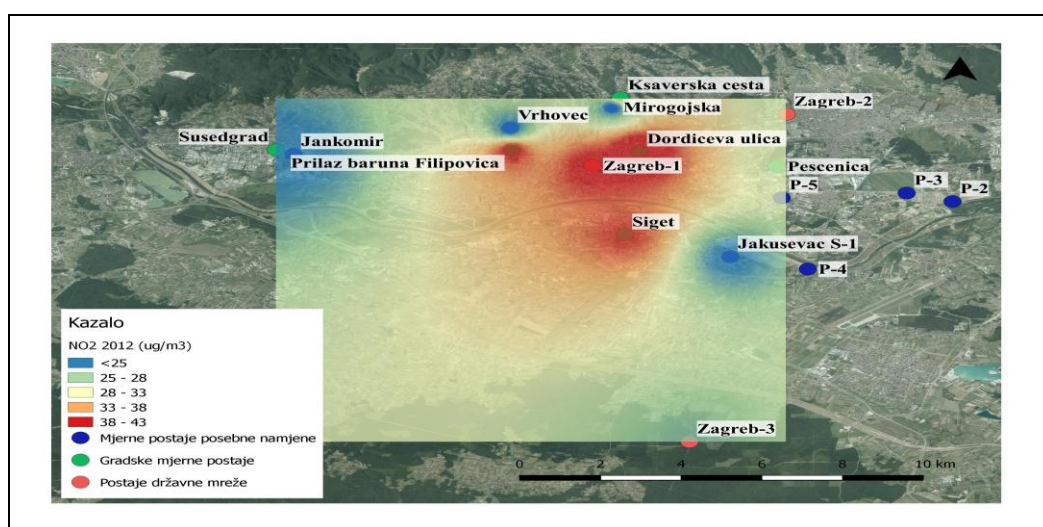 Ksaverska cesta
Mirogojska
Zagreb-2
Vrhovec
Susedgrad
Jankomir
Dordiceva ulica
Prilaz baruna Filipovica
Zagreb-1
Pescenica
P-5
P-3
P-2
Siget
Jakusevac S-1
P-4
Kazalo
NO2 2012 (ug/m3)
<25
25 - 28
28 - 33
33 - 38
38 - 43
Mjerne postaje posebne namjene
Gradske mjerne postaje
Postaje državne mreže
Zagreb-3
0 2 4 6 8 10 km